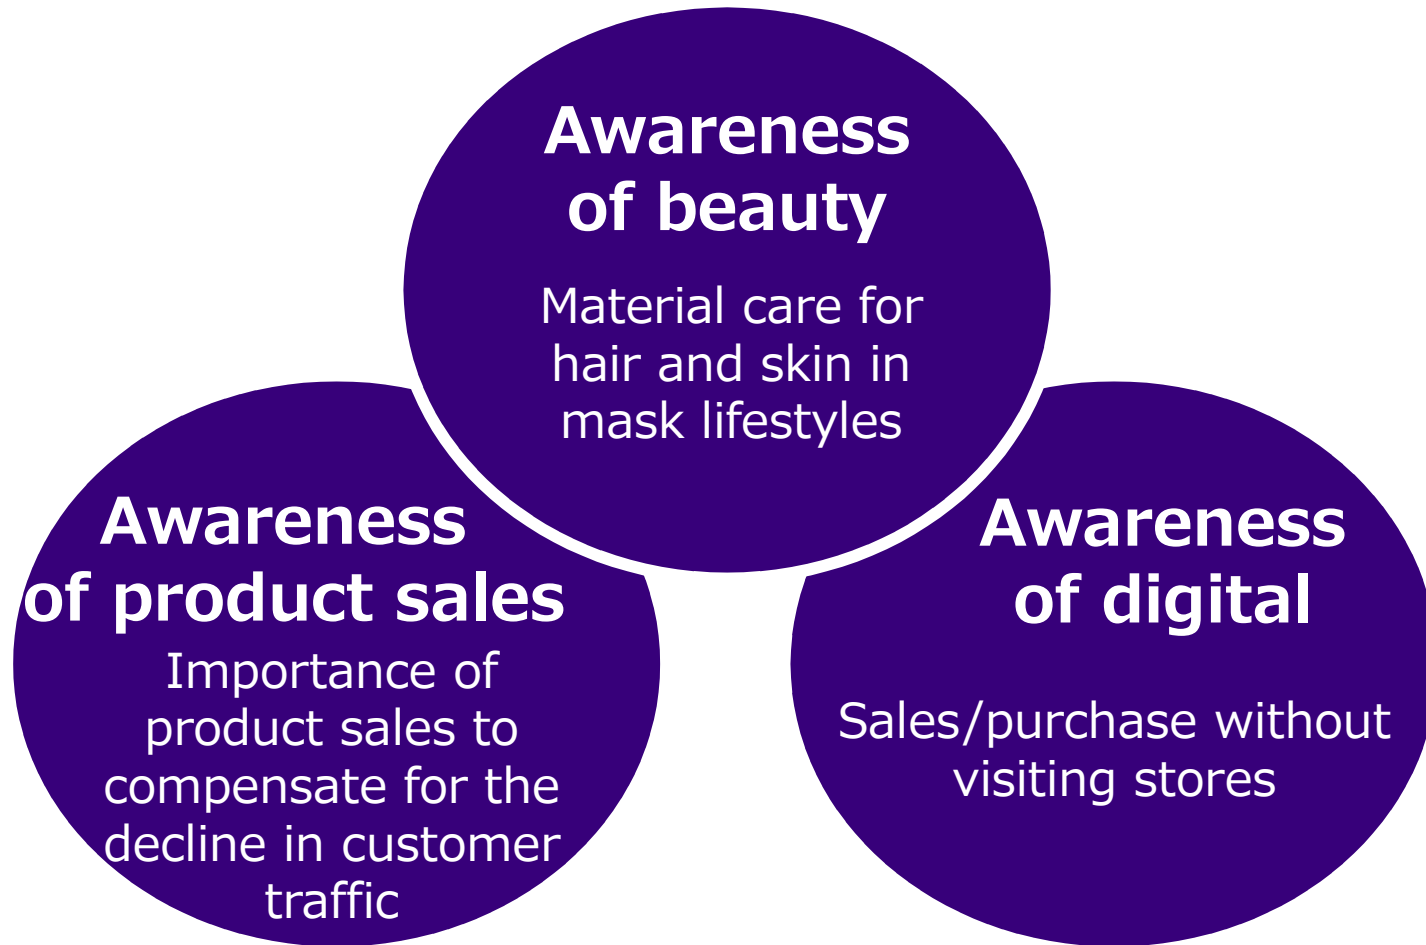 Awareness
of beauty
Material care for
hair and skin in
mask lifestyles
Awareness
of product sales
Importance of
product sales to
compensate for the
decline in customer
traffic
Awareness
of digital
Sales/purchase without
visiting stores